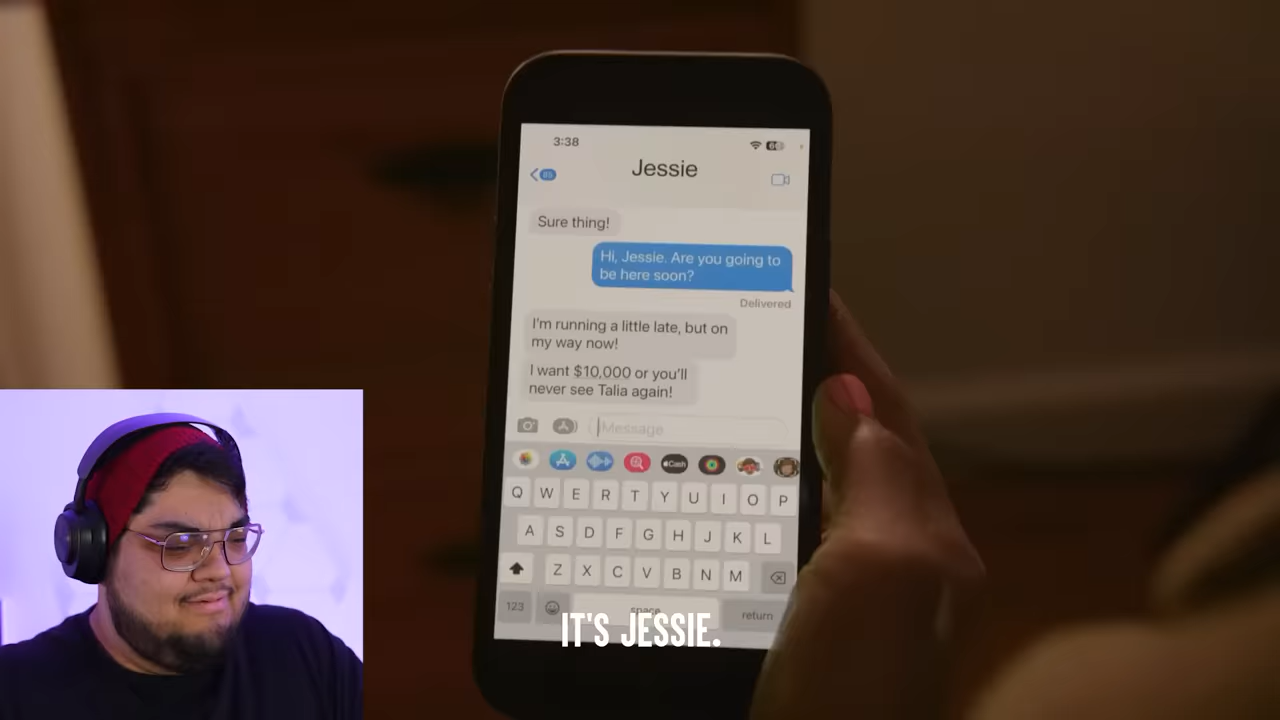 3:38
85
Jessie
Sure thing!
Hi, Jessie. Are you going to
be here soon?
Delivered
I'm running a little late, but on
my way now!
I want $10,000 or you'll
never see Talia again!
Message
Cash
Q W E R T Y U I O P
A S D F G H J K L
Z X C V B N M
123 space return
IT'S JESSIE.